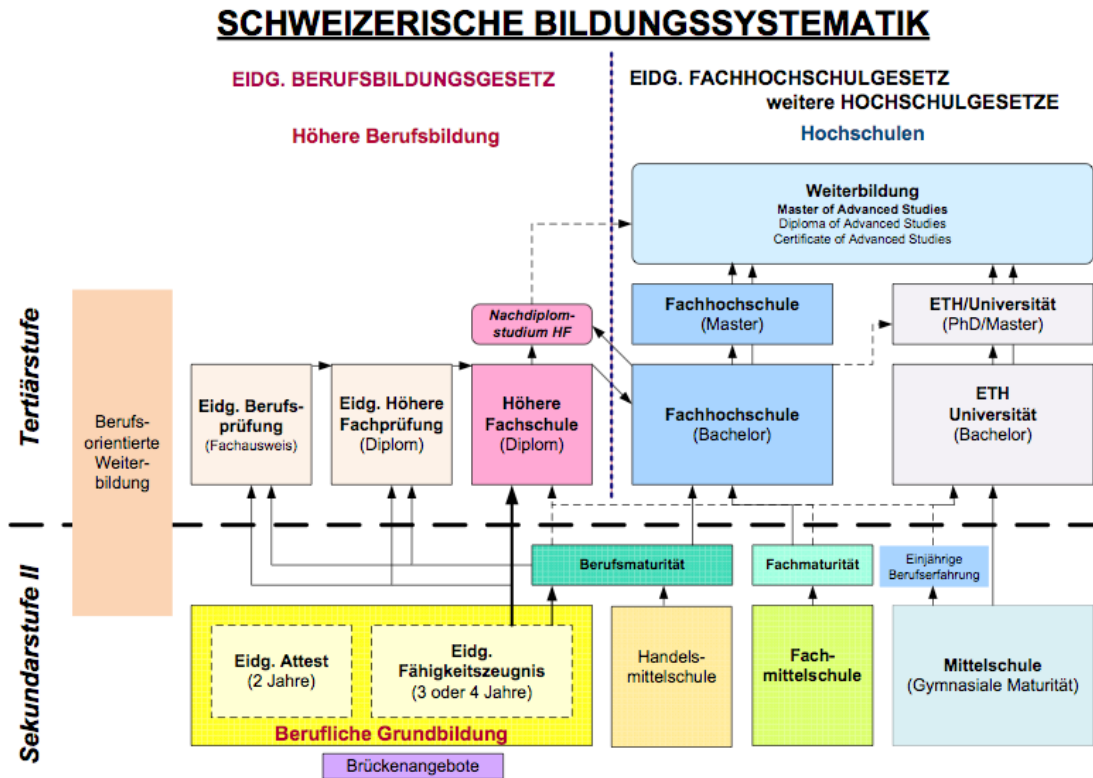 SCHWEIZERISCHE BILDUNGSSYSTEMATIK
EIDG. BERUFSBILDUNGSGESETZ
EIDG. FACHHOCHSCHULGESETZ
weitere HOCHSCHULGESETZE
Höhere Berufsbildung
Hochschulen
Weiterbildung
Master of Advanced Studies
Diploma of Advanced Studies
Certificate of Advanced Studies
Tertiärstufe
Nachdiplom-
studium HF
Fachhochschule
(Master)
ETH/Universität
(PhD/Master)
Berufs-
orientierte
Weiter-
bildung
Eidg. Berufs-
prüfung
(Fachausweis)
Eidg. Höhere
Fachprüfung
(Diplom)
Höhere
Fachschule
(Diplom)
Fachhochschule
(Bachelor)
ETH
Universität
(Bachelor)
Sekundarstufe II
Berufsmaturität
Fachmaturität
Einjährige
Berufserfahrung
Eidg. Attest
(2 Jahre)
Eidg.
Fähigkeitszeugnis
(3 oder 4 Jahre)
Berufliche Grundbildung
Handels-
mittelschule
Fach-
mittelschule
Mittelschule
(Gymnasiale Maturität)
Brückenangebote